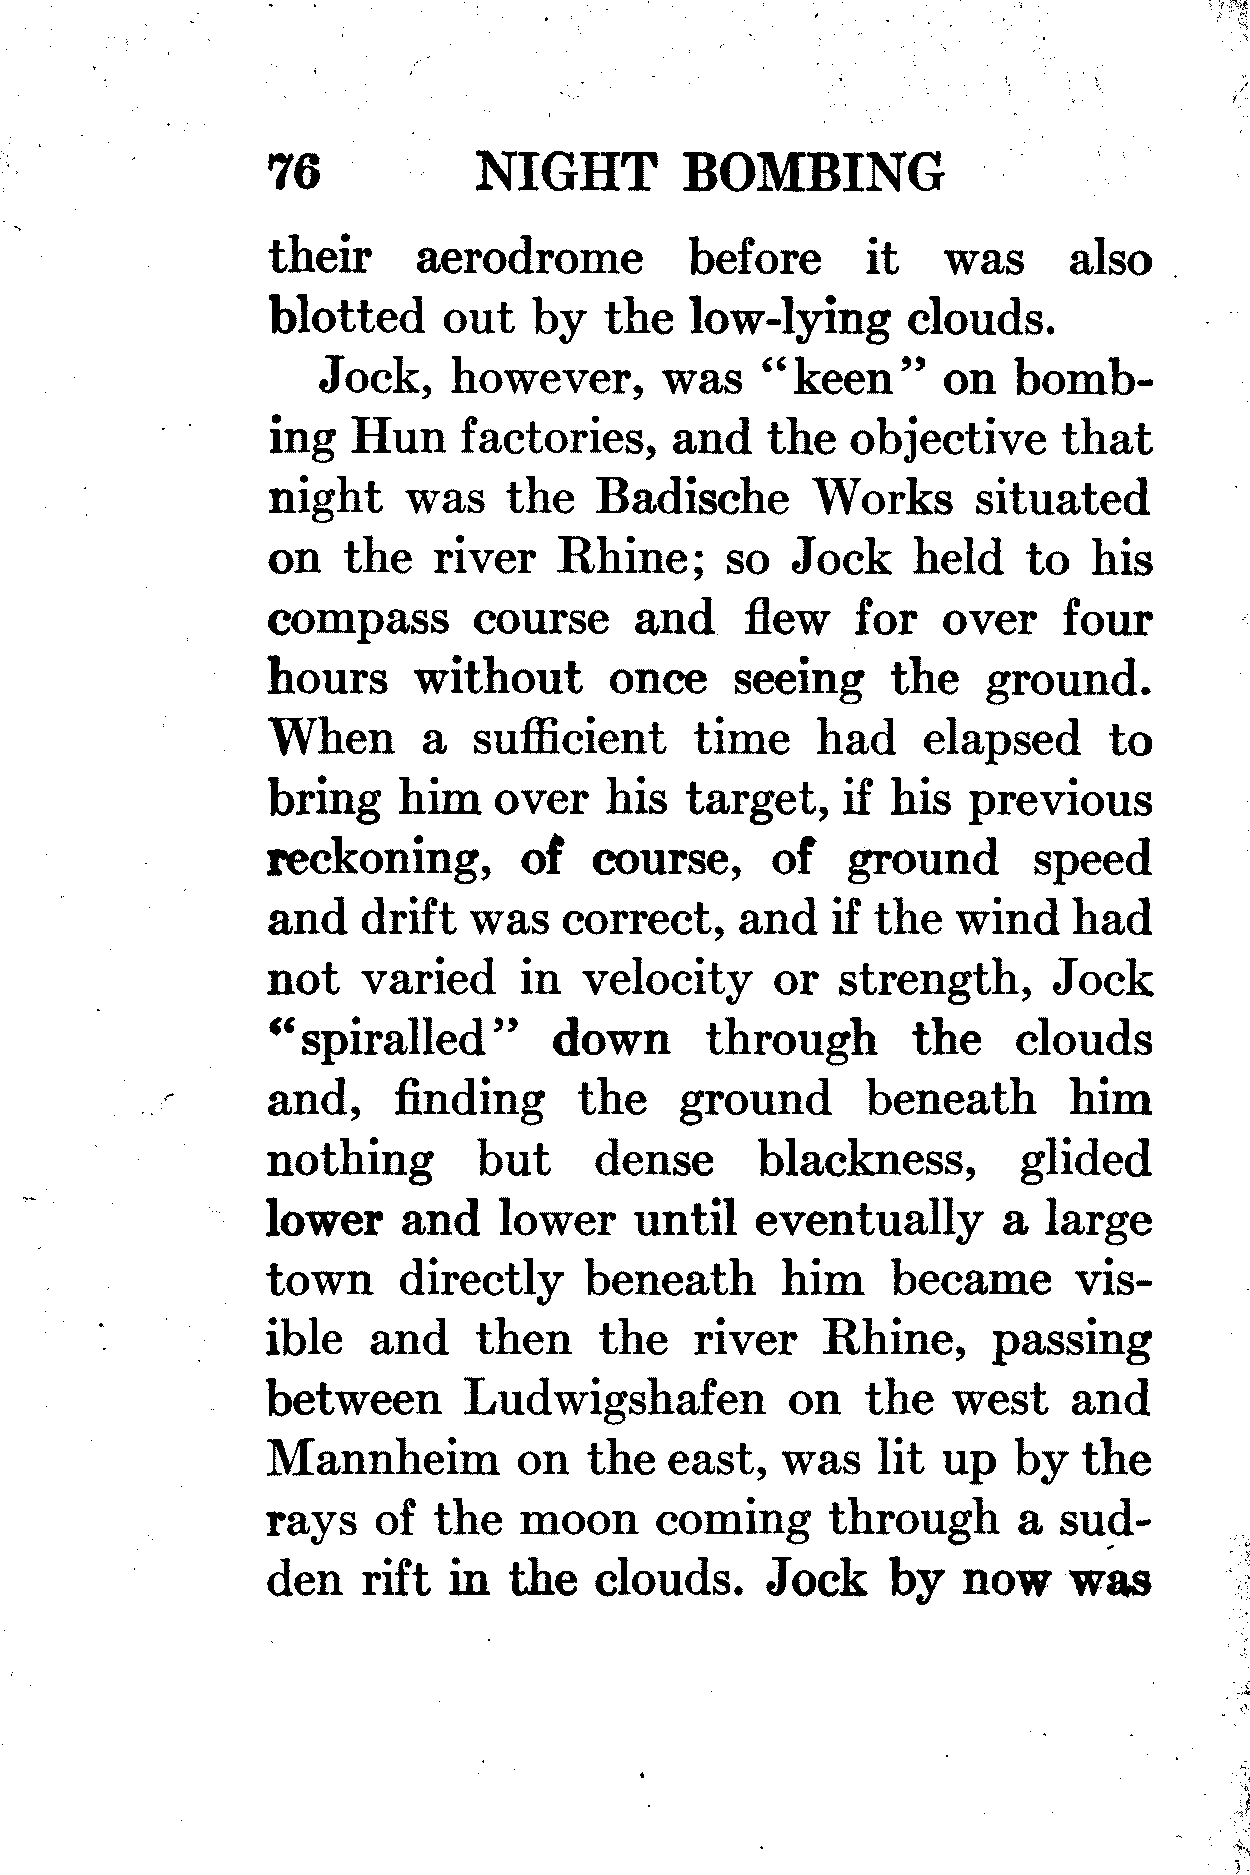 76 NIGHT BOMBING
their aerodrome before it was also
blotted out by the low-lying clouds.
Jock, however, was "keen" on bomb-
ing Hun factories, and the objective that
night was the Badische Works situated
on the river Rhine; so Jock held to his
compass course and flew for over four
hours without once seeing the ground.
When a sufficient time had elapsed to
bring him over his target, if his previous
reckoning, of course, of ground speed
and drift was correct, and if the wind had
not varied in velocity or strength, Jock
"spiralled" down through the clouds
and, finding the ground beneath him
nothing but dense blackness, glided
lower and lower until eventually a large
town directly beneath him became vis-
ible and then the river Rhine, passing
between Ludwigshafen on the west and
Mannheim on the east, was lit up by the
rays of the moon coming through a sud-
den rift in the clouds. Jock by now was